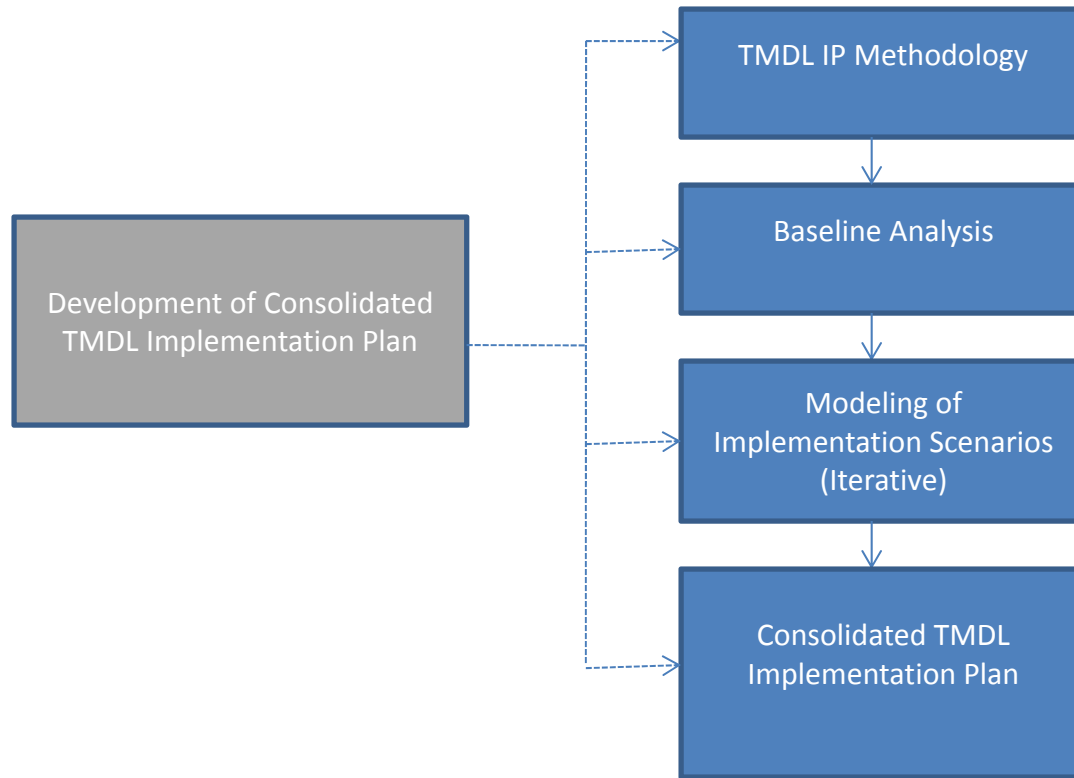 TMDL IP Methodology
Baseline Analysis
Development of Consolidated
TMDL Implementation Plan
Modeling of
Implementation Scenarios
(Iterative)
Consolidated TMDL
Implementation Plan